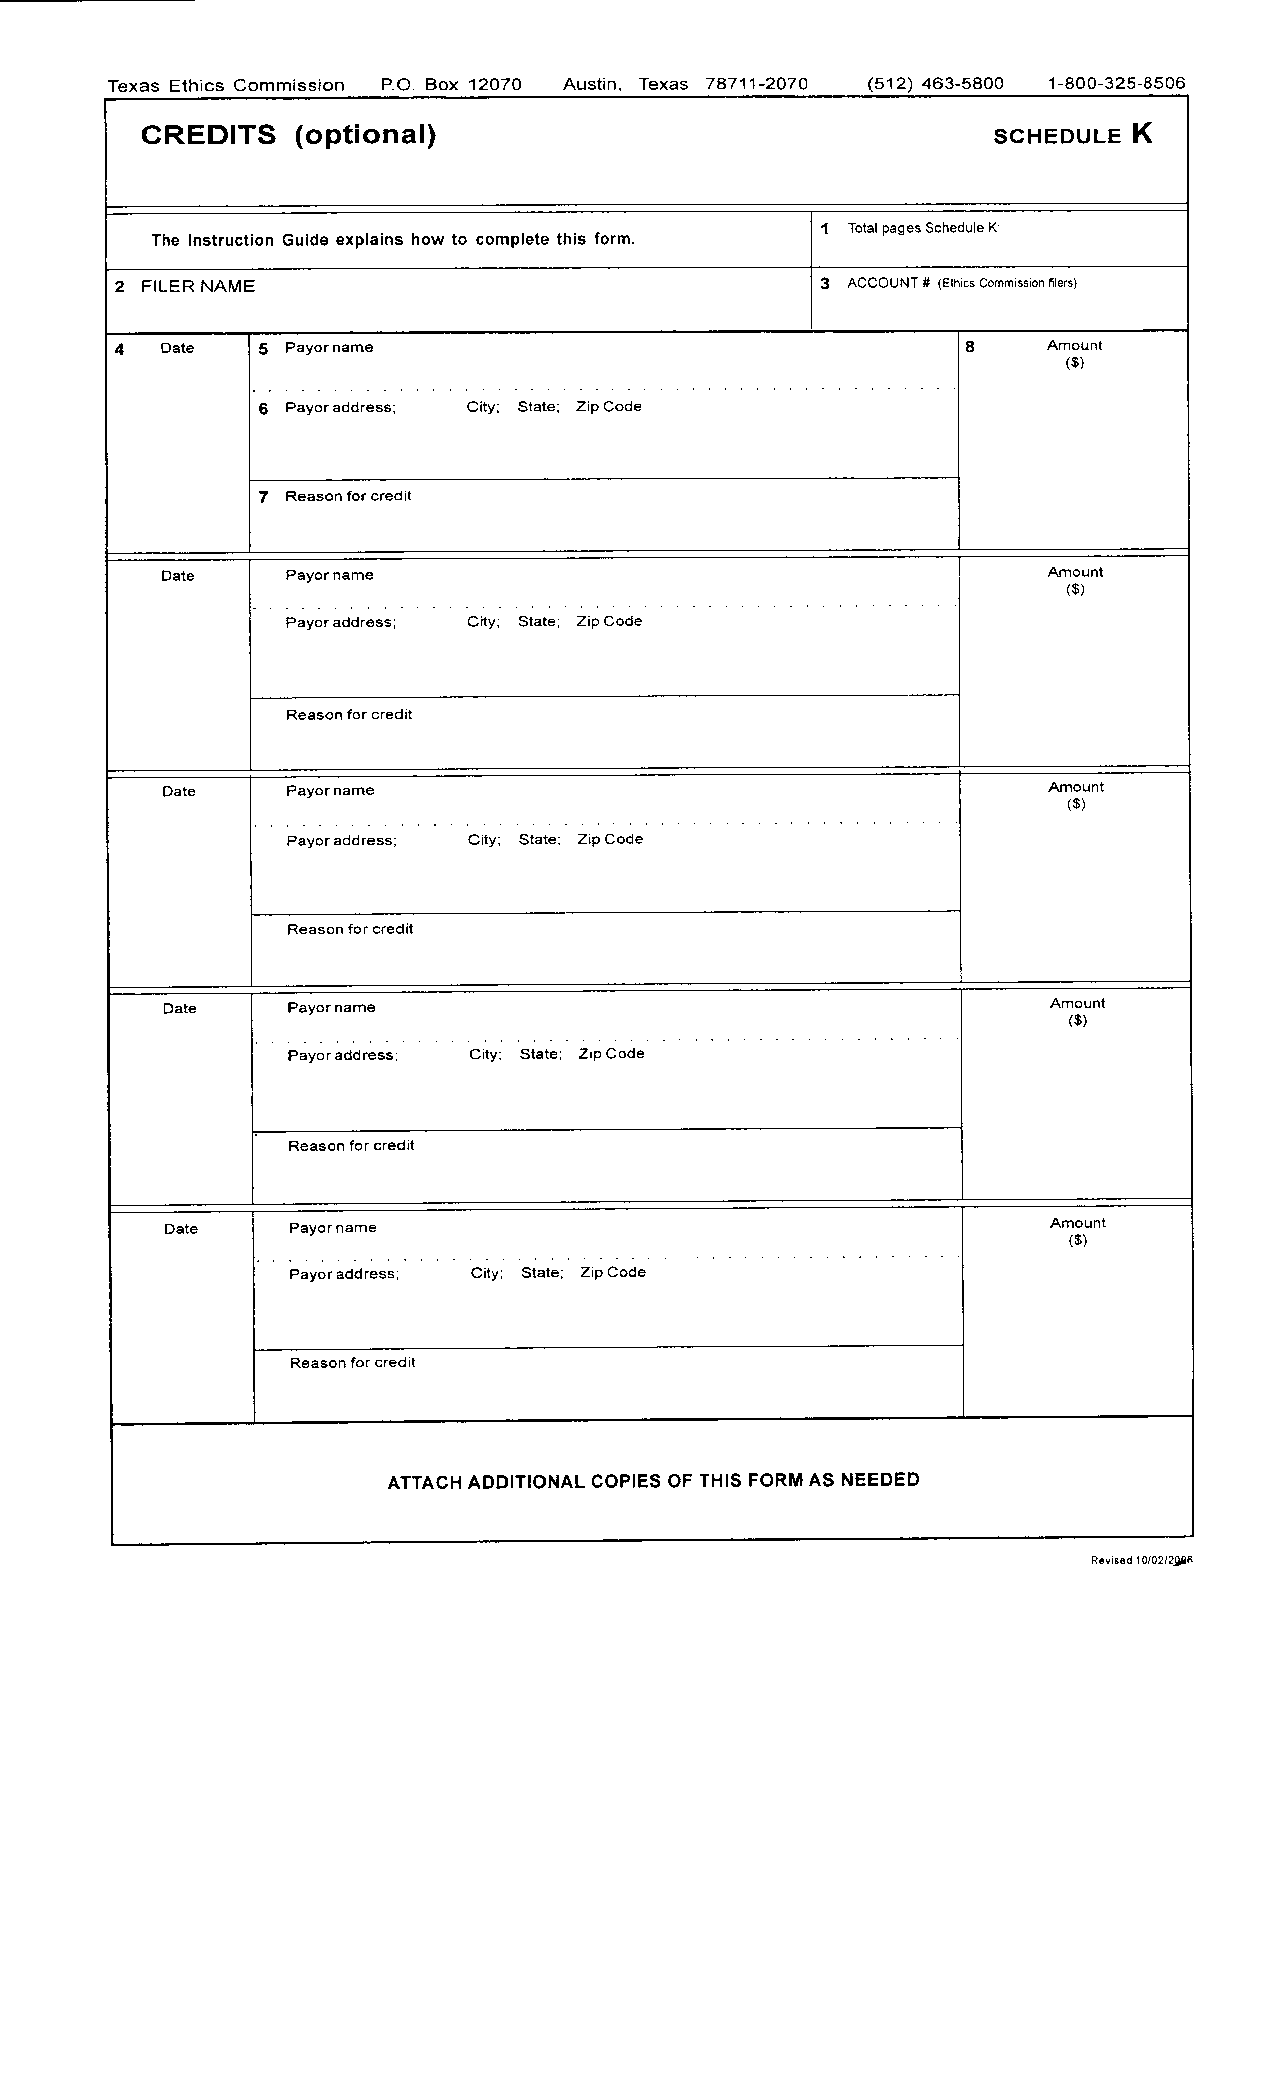 Texas Ethics Commission P.O. Box 12070 Austin, Texas 78711-2070 (512) 463-5800 1-800-325-8506
CREDITS (optional) SCHEDULE K
The Instruction Guide explains how to complete this form.
1 Total pages Schedule K:
2 FILER NAME
3 ACCOUNT # (Ethics Commission filers)
4 Date
5 Payor name
8 Amount
($)
6 Payor address; City; State; Zip Code
7 Reason for credit
Date
Payor name
Amount
($)
Payor address; City; State; Zip Code
Reason for credit
Date
Payor name
Amount
($)
Payor address; City; State; Zip Code
Reason for credit
Date
Payor name
Amount
($)
Payor address; City; State; Zip Code
Reason for credit
Date
Payor name
Amount
($)
Payor address; City; State; Zip Code
Reason for credit
ATTACH ADDITIONAL COPIES OF THIS FORM AS NEEDED
Revised